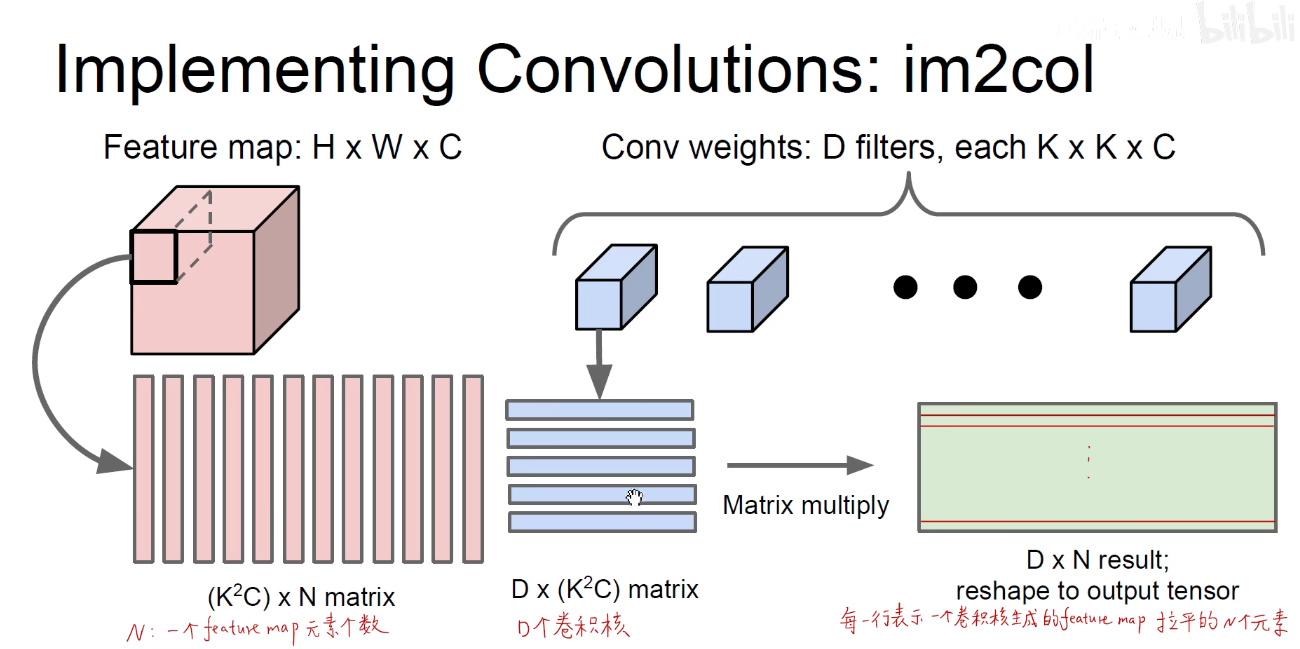 bilibili
Implementing Convolutions: im2col
Feature map: H x W x C
Conv weights: D filters, each K x K x C
Matrix multiply
(K²C) x N matrix
D x (K²C) matrix
D x N result;
reshape to output tensor
N: 一个feature map 元素个数
D个卷积核
每一行表示一个卷积核生成的feature map 拉平的N个元素